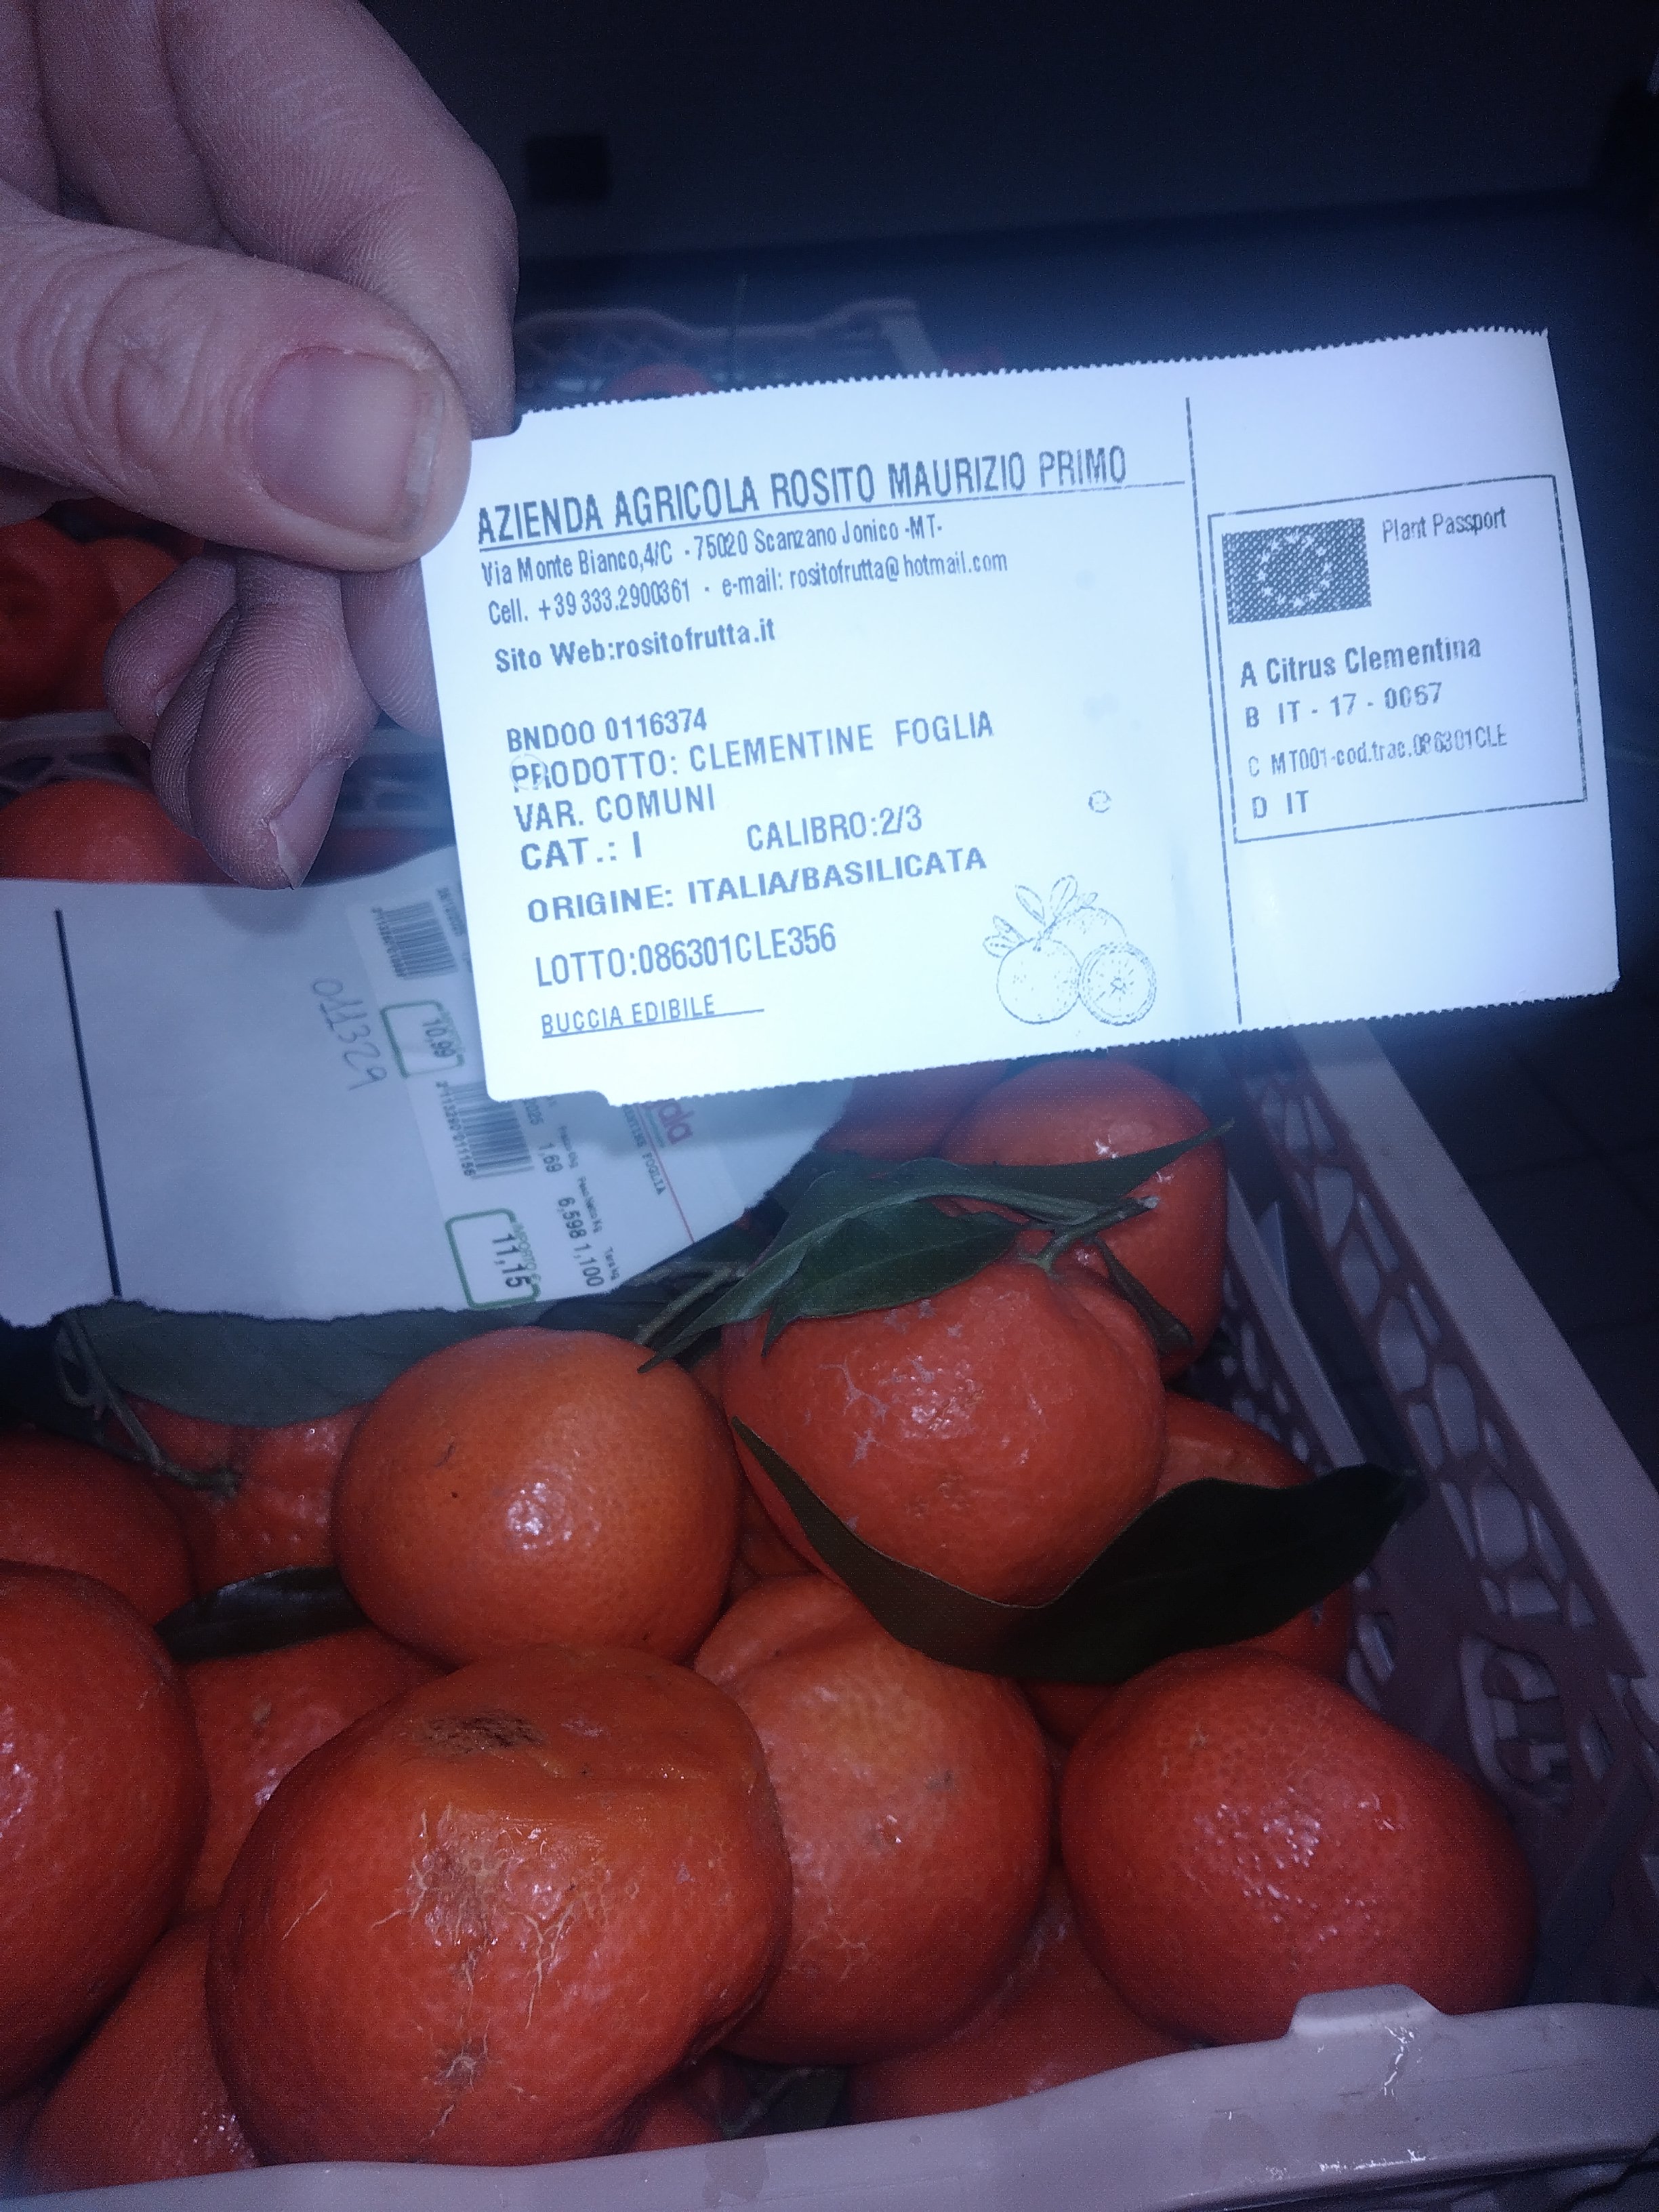 AZIENDA AGRICOLA ROSITO MAURIZIO PRIMO
Via Monte Bianco,4/C - 75020 Scanzano Jonico -MT-
Cell. +39 333.2900361 - e-mail: rositofrutta@hotmail.com
Sito Web:rositofrutta.it
BNDOO 0116374
PRODOTTO: CLEMENTINE FOGLIA
VAR. COMUNI
CAT.: I CALIBRO:2/3
ORIGINE: ITALIA/BASILICATA
LOTTO:086301CLE356
BUCCIA EDIBILE
Plant Passport
A Citrus Clementina
B IT - 17 - 0067
C MT001-cod.trac.086301CLE
D IT
011329
10,99
1,69 6,598 1,100
11,15
FOGLIA